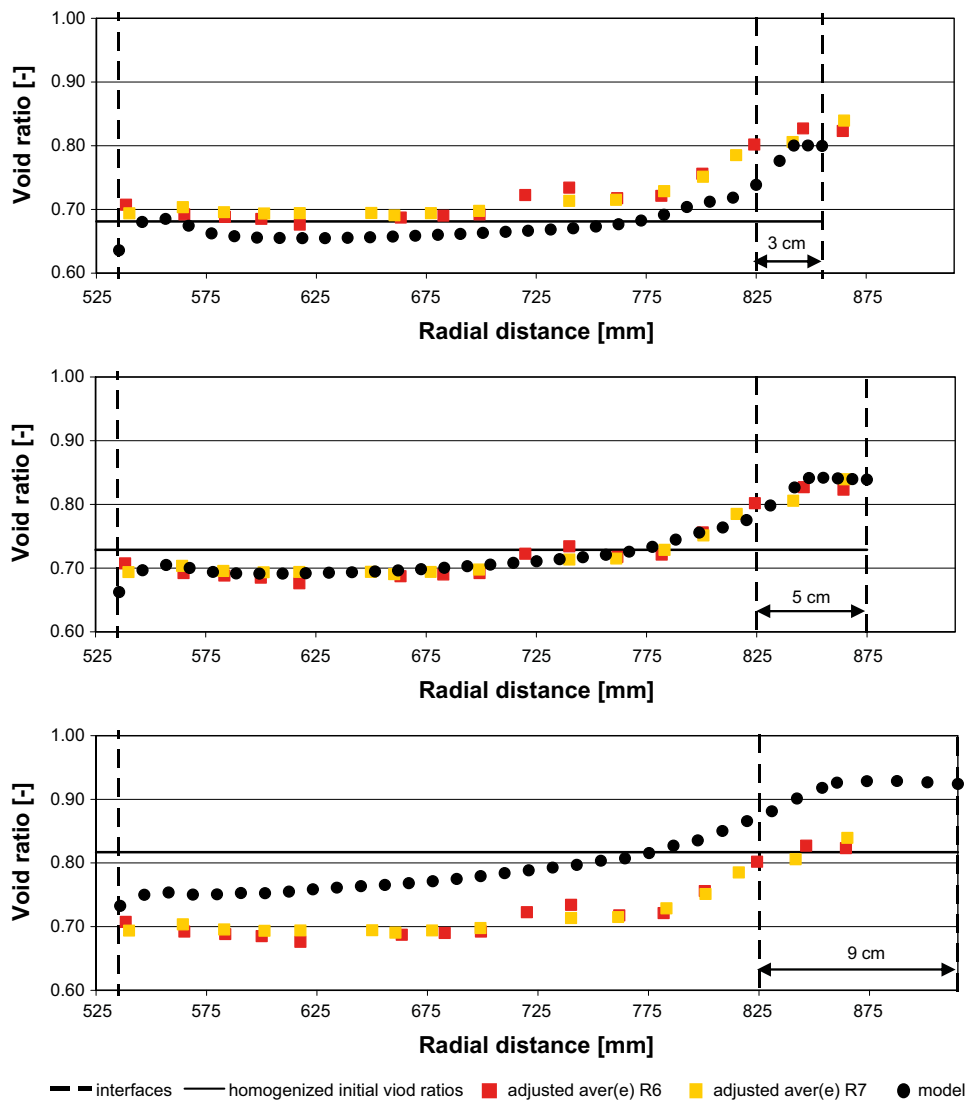 1.00
0.90
0.80
0.70
0.60
Void ratio [-]
3 cm
525 575 625 675 725 775 825 875
Radial distance [mm]
1.00
0.90
0.80
0.70
0.60
Void ratio [-]
5 cm
525 575 625 675 725 775 825 875
Radial distance [mm]
1.00
0.90
0.80
0.70
0.60
Void ratio [-]
9 cm
525 575 625 675 725 775 825 875
Radial distance [mm]
interfaces homogenized initial viod ratios adjusted aver(e) R6 adjusted aver(e) R7 model